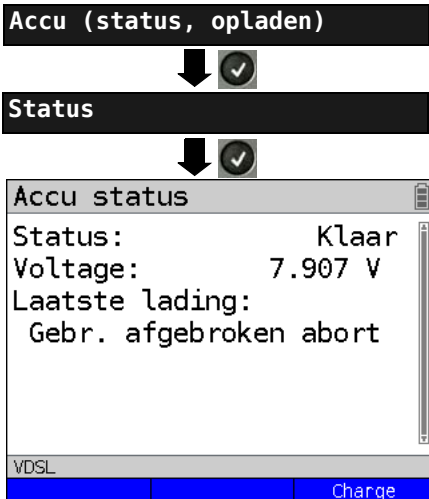 Accu (status, opladen)
Status
Accu status
Status: Klaar
Voltage: 7.907 V
Laatste lading:
Gebr. afgebroken abort
VDSL
Charge